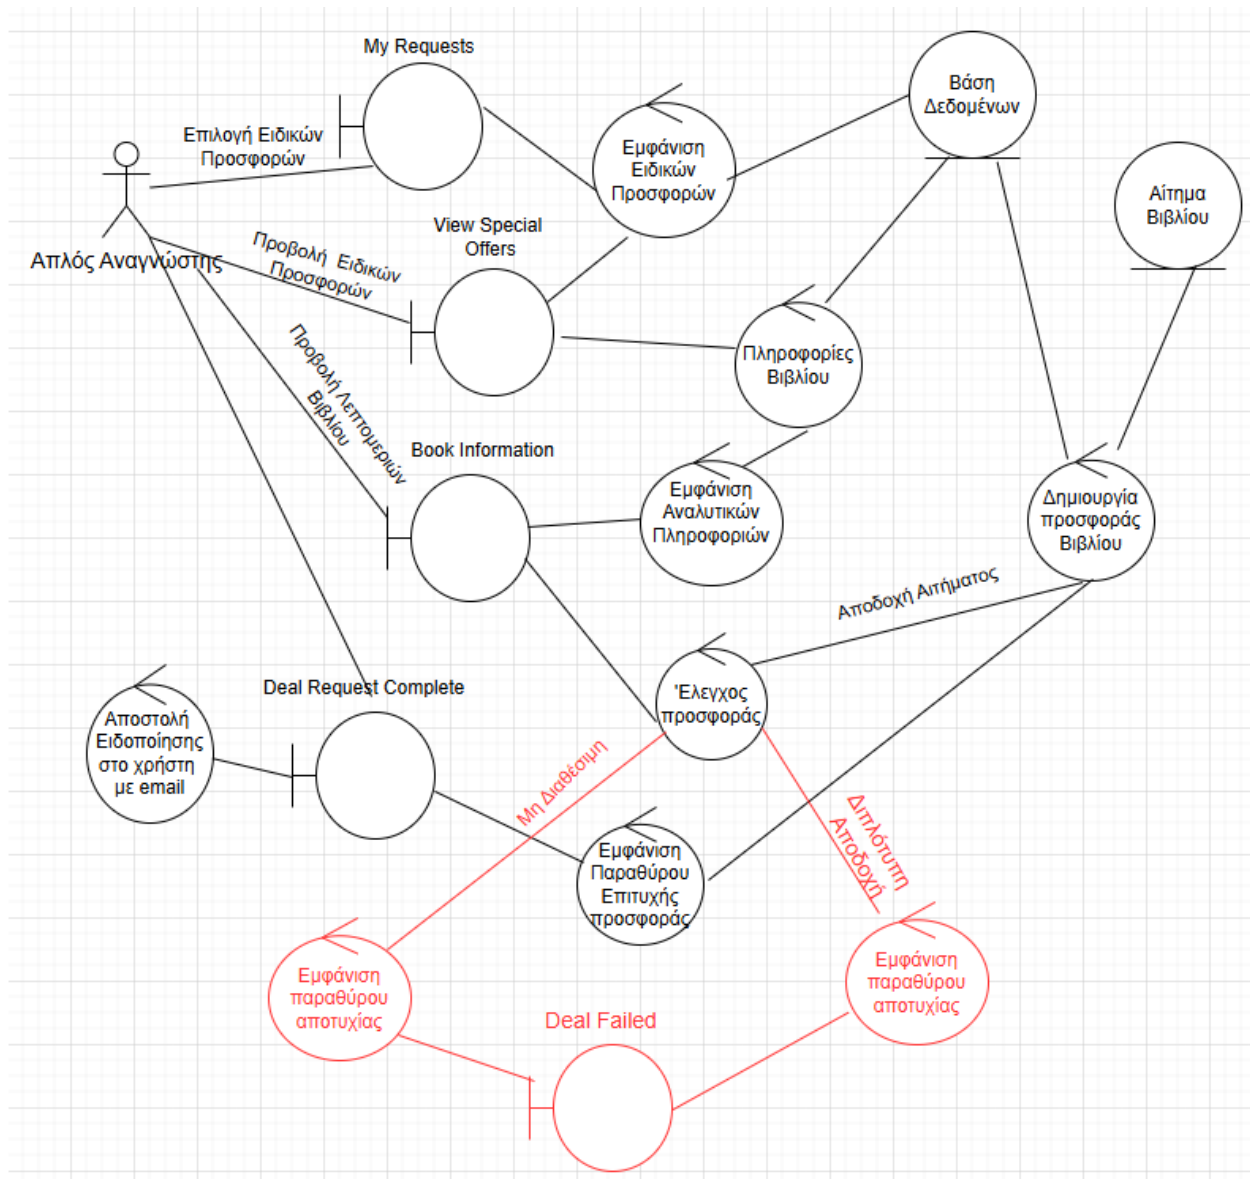 My Requests
Βάση
Δεδομένων
Επιλογή Ειδικών
Προσφορών
Εμφάνιση
Ειδικών
Προσφορών
Αίτημα
Βιβλίου
View Special
Offers
Απλός Αναγνώστης
Προβολή Ειδικών
Προσφορών
Πληροφορίες
Βιβλίου
Προβολή Λεπτομεριών
Βιβλίου
Book Information
Εμφάνιση
Αναλυτικών
Πληροφοριών
Δημιουργία
προσφοράς
Βιβλίου
Αποδοχή Αιτήματος
Deal Request Complete
Έλεγχος
προσφοράς
Αποστολή
Ειδοποίησης
στο χρήστη
με email
Μη Διαθέσιμη
Διπλότυπη
Αποδοχή
Εμφάνιση
Παραθύρου
Επιτυχής
προσφοράς
Εμφάνιση
παραθύρου
αποτυχίας
Εμφάνιση
παραθύρου
αποτυχίας
Deal Failed